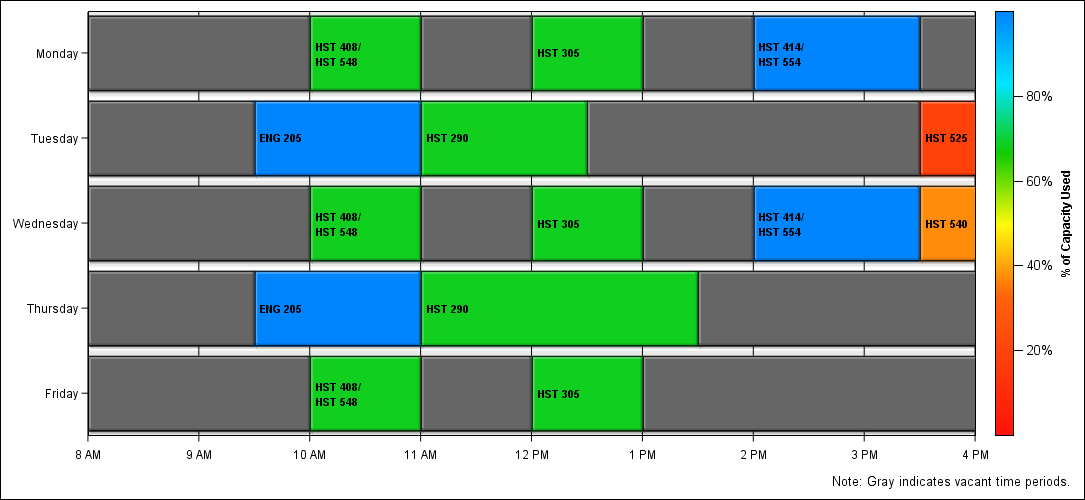 Monday
HST 408/
HST 548
HST 305
HST 414/
HST 554
Tuesday
ENG 205
HST 290
HST 525
Wednesday
HST 408/
HST 548
HST 305
HST 414/
HST 554
HST 540
Thursday
ENG 205
HST 290
Friday
HST 408/
HST 548
HST 305
8 AM 9 AM 10 AM 11 AM 12 PM 1 PM 2 PM 3 PM 4 PM
80%
60%
40%
20%
% of Capacity Used
Note: Gray indicates vacant time periods.